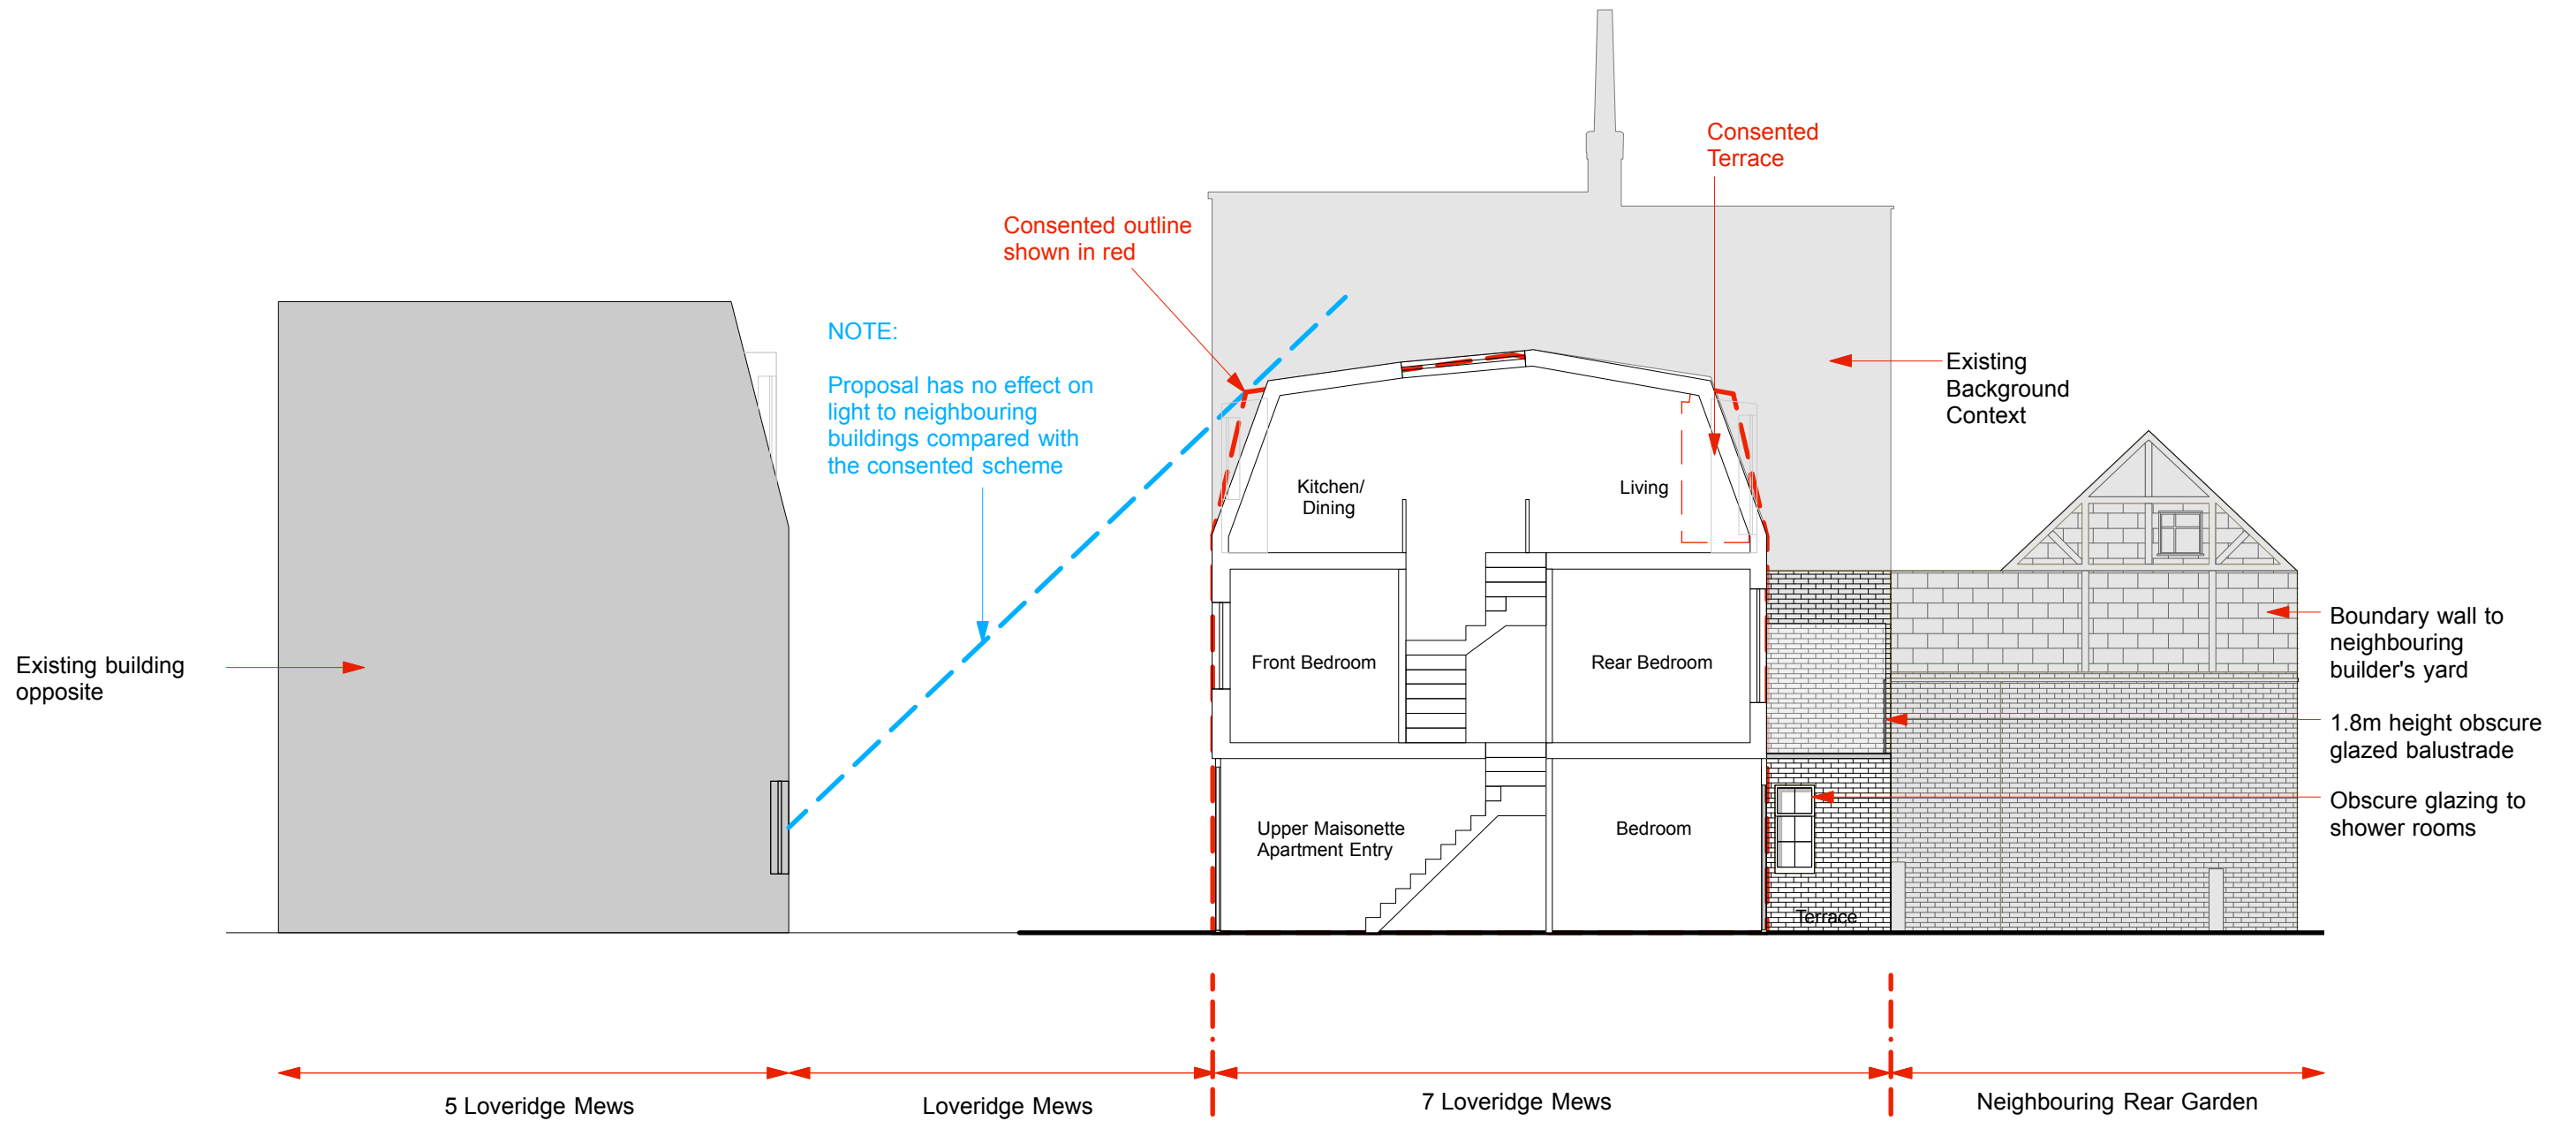 Consented
Terrace
Consented outline
shown in red
NOTE:
Proposal has no effect on
light to neighbouring
buildings compared with
the consented scheme
Existing
Background
Context
Kitchen/
Dining
Living
Existing building
opposite
Front Bedroom
Rear Bedroom
Boundary wall to
neighbouring
builder's yard
1.8m height obscure
glazed balustrade
Obscure glazing to
shower rooms
Upper Maisonette
Apartment Entry
Bedroom
Terrace
5 Loveridge Mews
Loveridge Mews
7 Loveridge Mews
Neighbouring Rear Garden